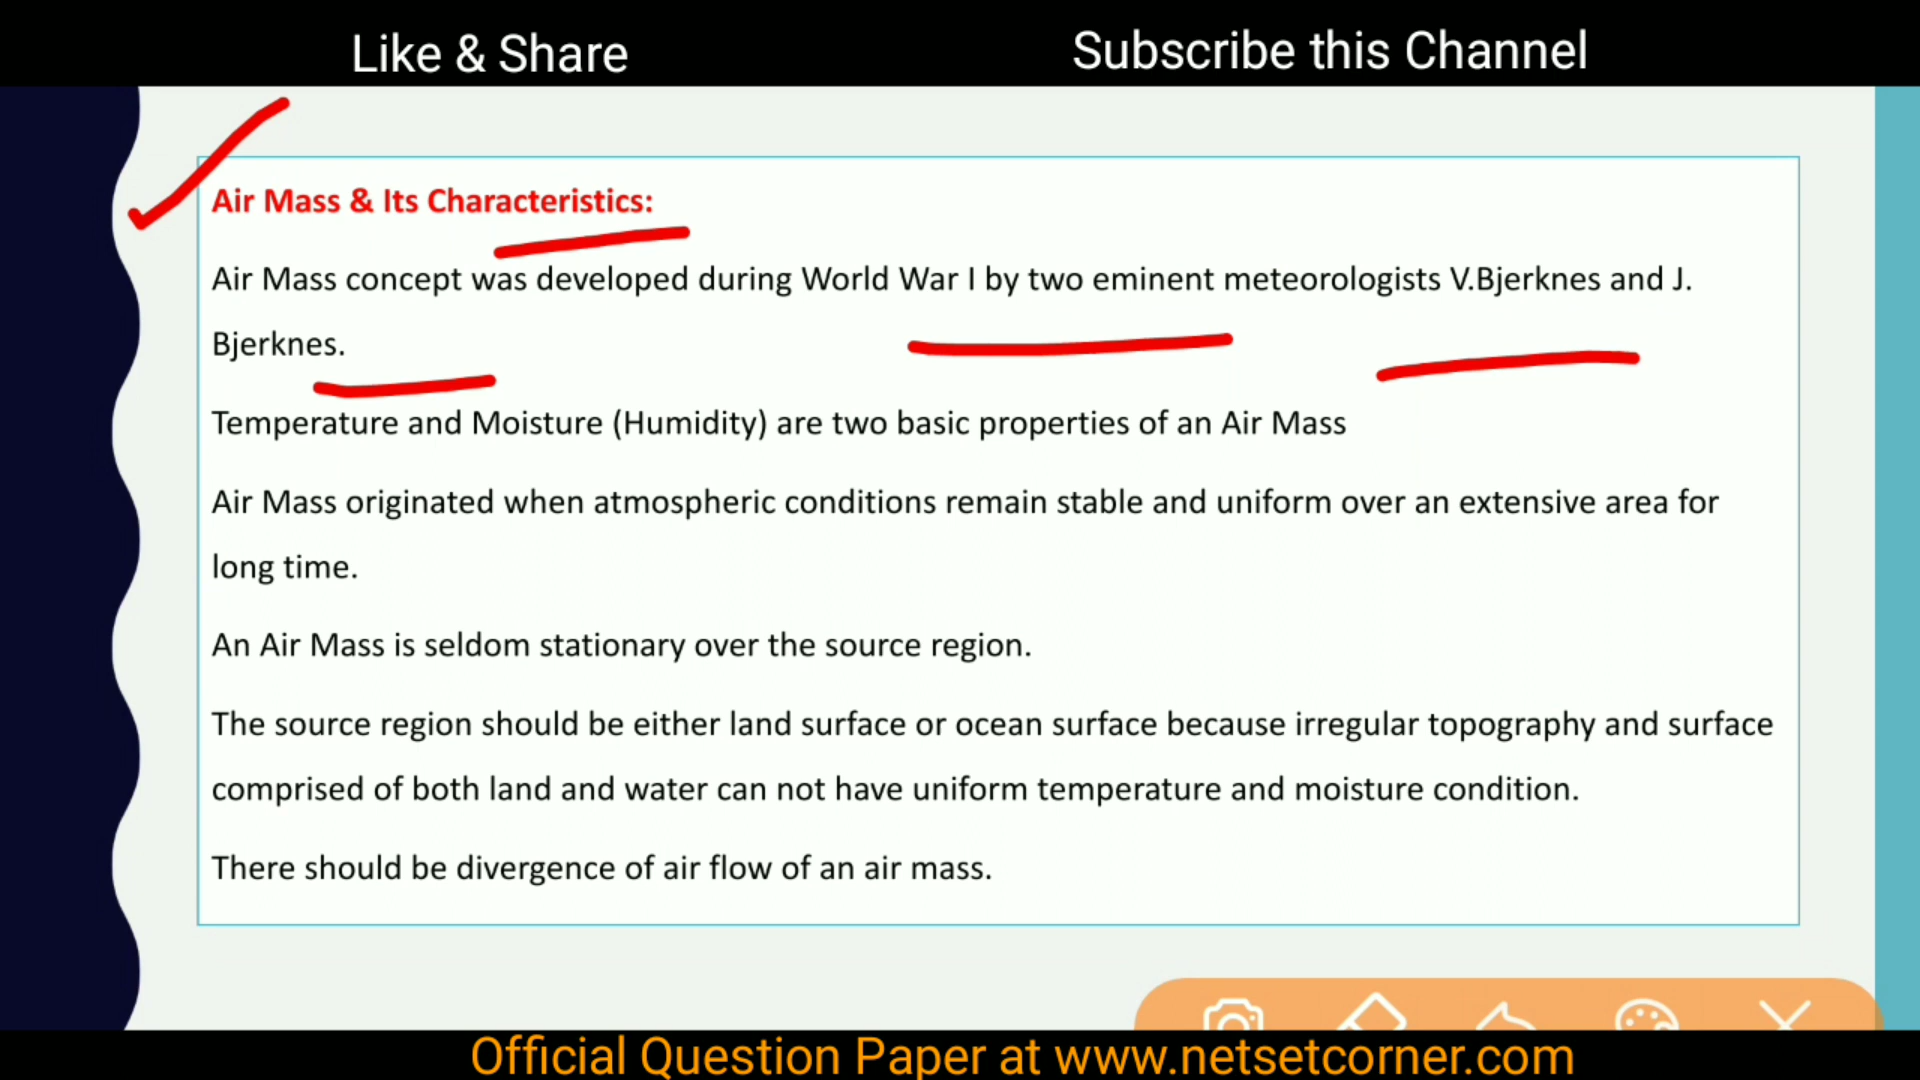 Like & Share
Subscribe this Channel
Air Mass & Its Characteristics:
Air Mass concept was developed during World War I by two eminent meteorologists V.Bjerknes and J.
Bjerknes.
Temperature and Moisture (Humidity) are two basic properties of an Air Mass
Air Mass originated when atmospheric conditions remain stable and uniform over an extensive area for
long time.
An Air Mass is seldom stationary over the source region.
The source region should be either land surface or ocean surface because irregular topography and surface
comprised of both land and water can not have uniform temperature and moisture condition.
There should be divergence of air flow of an air mass.
Official Question Paper at www.netsetcorner.com